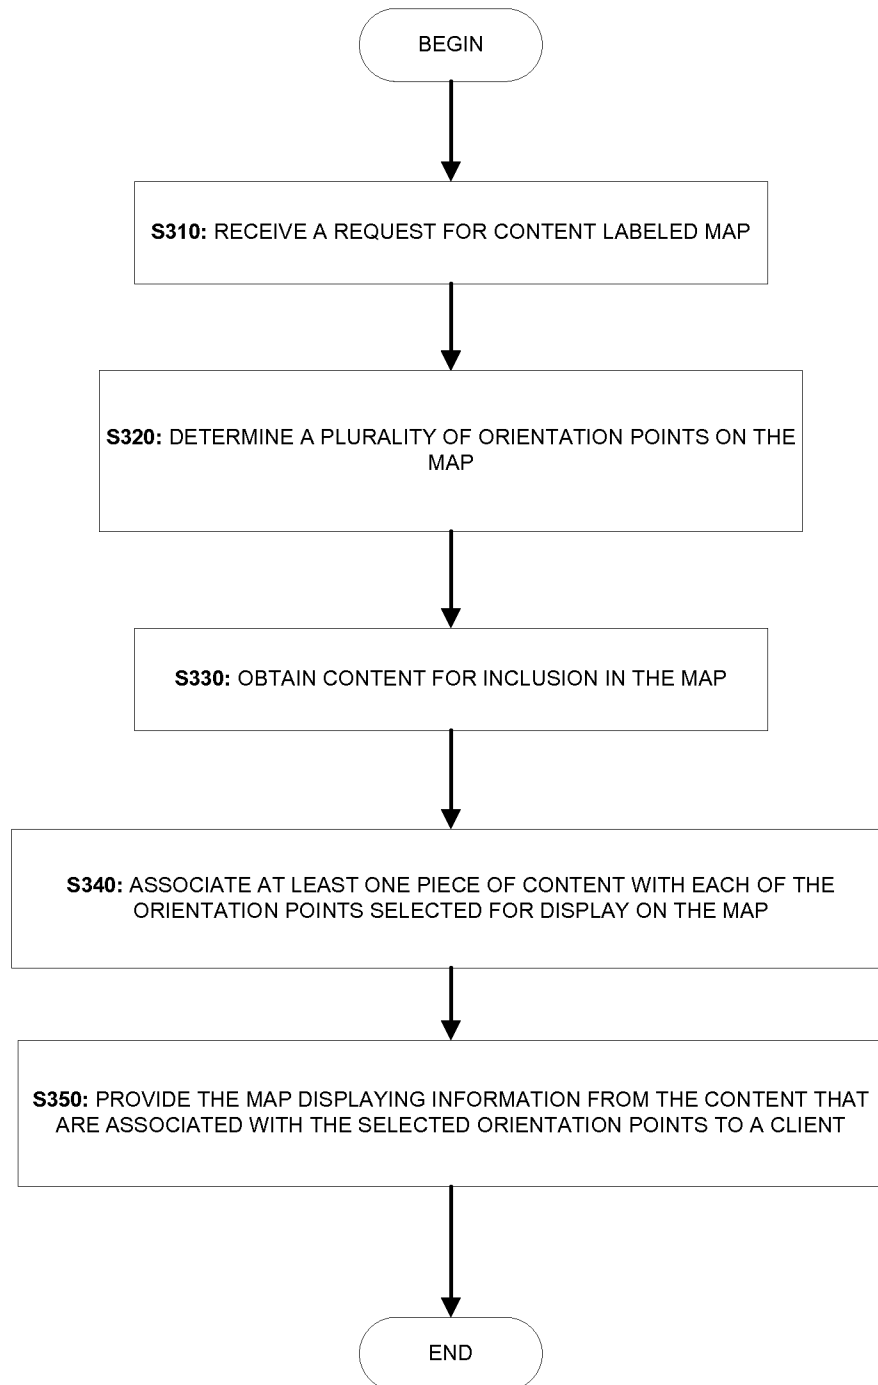 BEGIN
S310: RECEIVE A REQUEST FOR CONTENT LABELED MAP
S320: DETERMINE A PLURALITY OF ORIENTATION POINTS ON THE
MAP
S330: OBTAIN CONTENT FOR INCLUSION IN THE MAP
S340: ASSOCIATE AT LEAST ONE PIECE OF CONTENT WITH EACH OF THE
ORIENTATION POINTS SELECTED FOR DISPLAY ON THE MAP
S350: PROVIDE THE MAP DISPLAYING INFORMATION FROM THE CONTENT THAT
ARE ASSOCIATED WITH THE SELECTED ORIENTATION POINTS TO A CLIENT
END